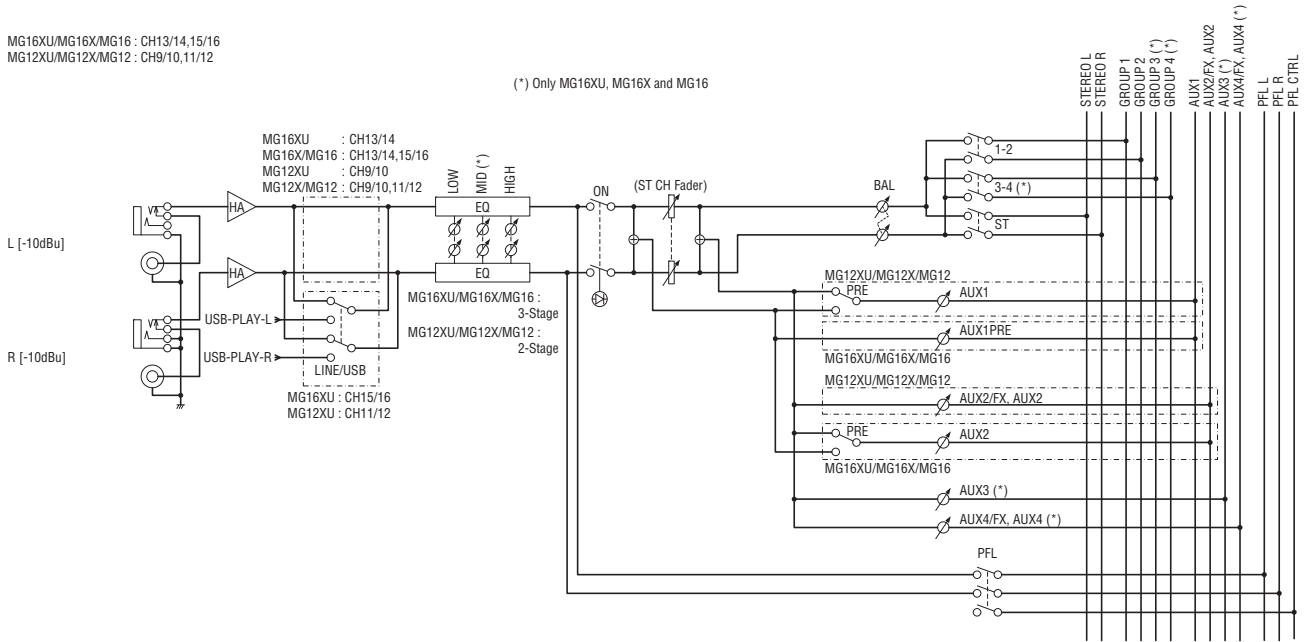 MG16XU/MG16X/MG16 : CH13/14,15/16
MG12XU/MG12X/MG12 : CH9/10,11/12
(*) Only MG16XU, MG16X and MG16
STEREO L
STEREO R
GROUP 1
GROUP 2
GROUP 3 (*)
GROUP 4 (*)
AUX1
AUX2/FX, AUX2
AUX3 (*)
AUX4/FX, AUX4 (*)
PFL L
PFL R
PFL CTRL
MG16XU : CH13/14
MG16X/MG16 : CH13/14,15/16
MG12XU : CH9/10
MG12X/MG12 : CH9/10,11/12
LOW
MID (*)
HIGH
ON
(ST CH Fader)
BAL
1-2
3-4 (*)
ST
HA
EQ
L [-10dBu]
HA
EQ
MG16XU/MG16X/MG16 :
3-Stage
MG12XU/MG12X/MG12 :
2-Stage
USB-PLAY-L
USB-PLAY-R
LINE/USB
R [-10dBu]
MG16XU : CH15/16
MG12XU : CH11/12
MG12XU/MG12X/MG12
PRE
AUX1
AUX1PRE
MG16XU/MG16X/MG16
MG12XU/MG12X/MG12
AUX2/FX, AUX2
PRE
AUX2
MG16XU/MG16X/MG16
AUX3 (*)
AUX4/FX, AUX4 (*)
PFL